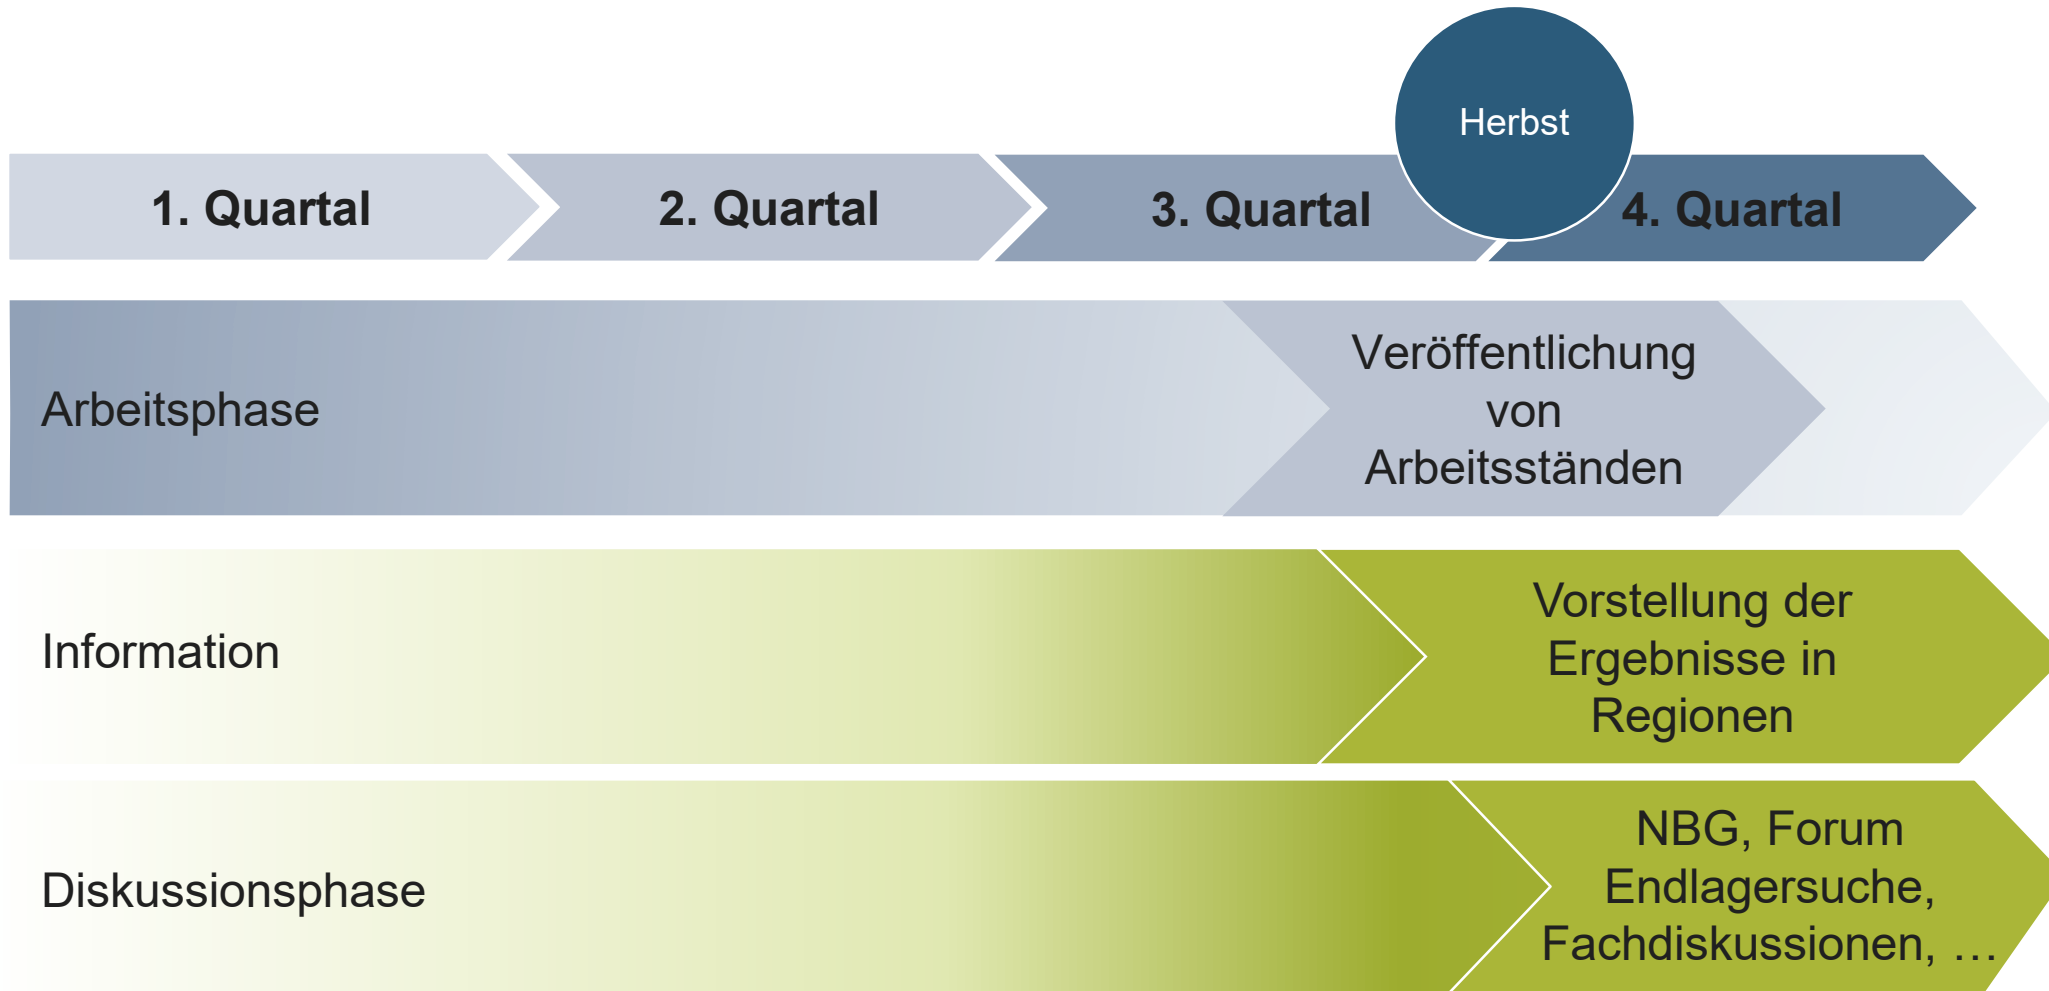 Herbst
1. Quartal
2. Quartal
3. Quartal
4. Quartal
Arbeitsphase
Veröffentlichung
von
Arbeitsständen
Information
Vorstellung der
Ergebnisse in
Regionen
Diskussionsphase
NBG, Forum
Endlagersuche,
Fachdiskussionen, …